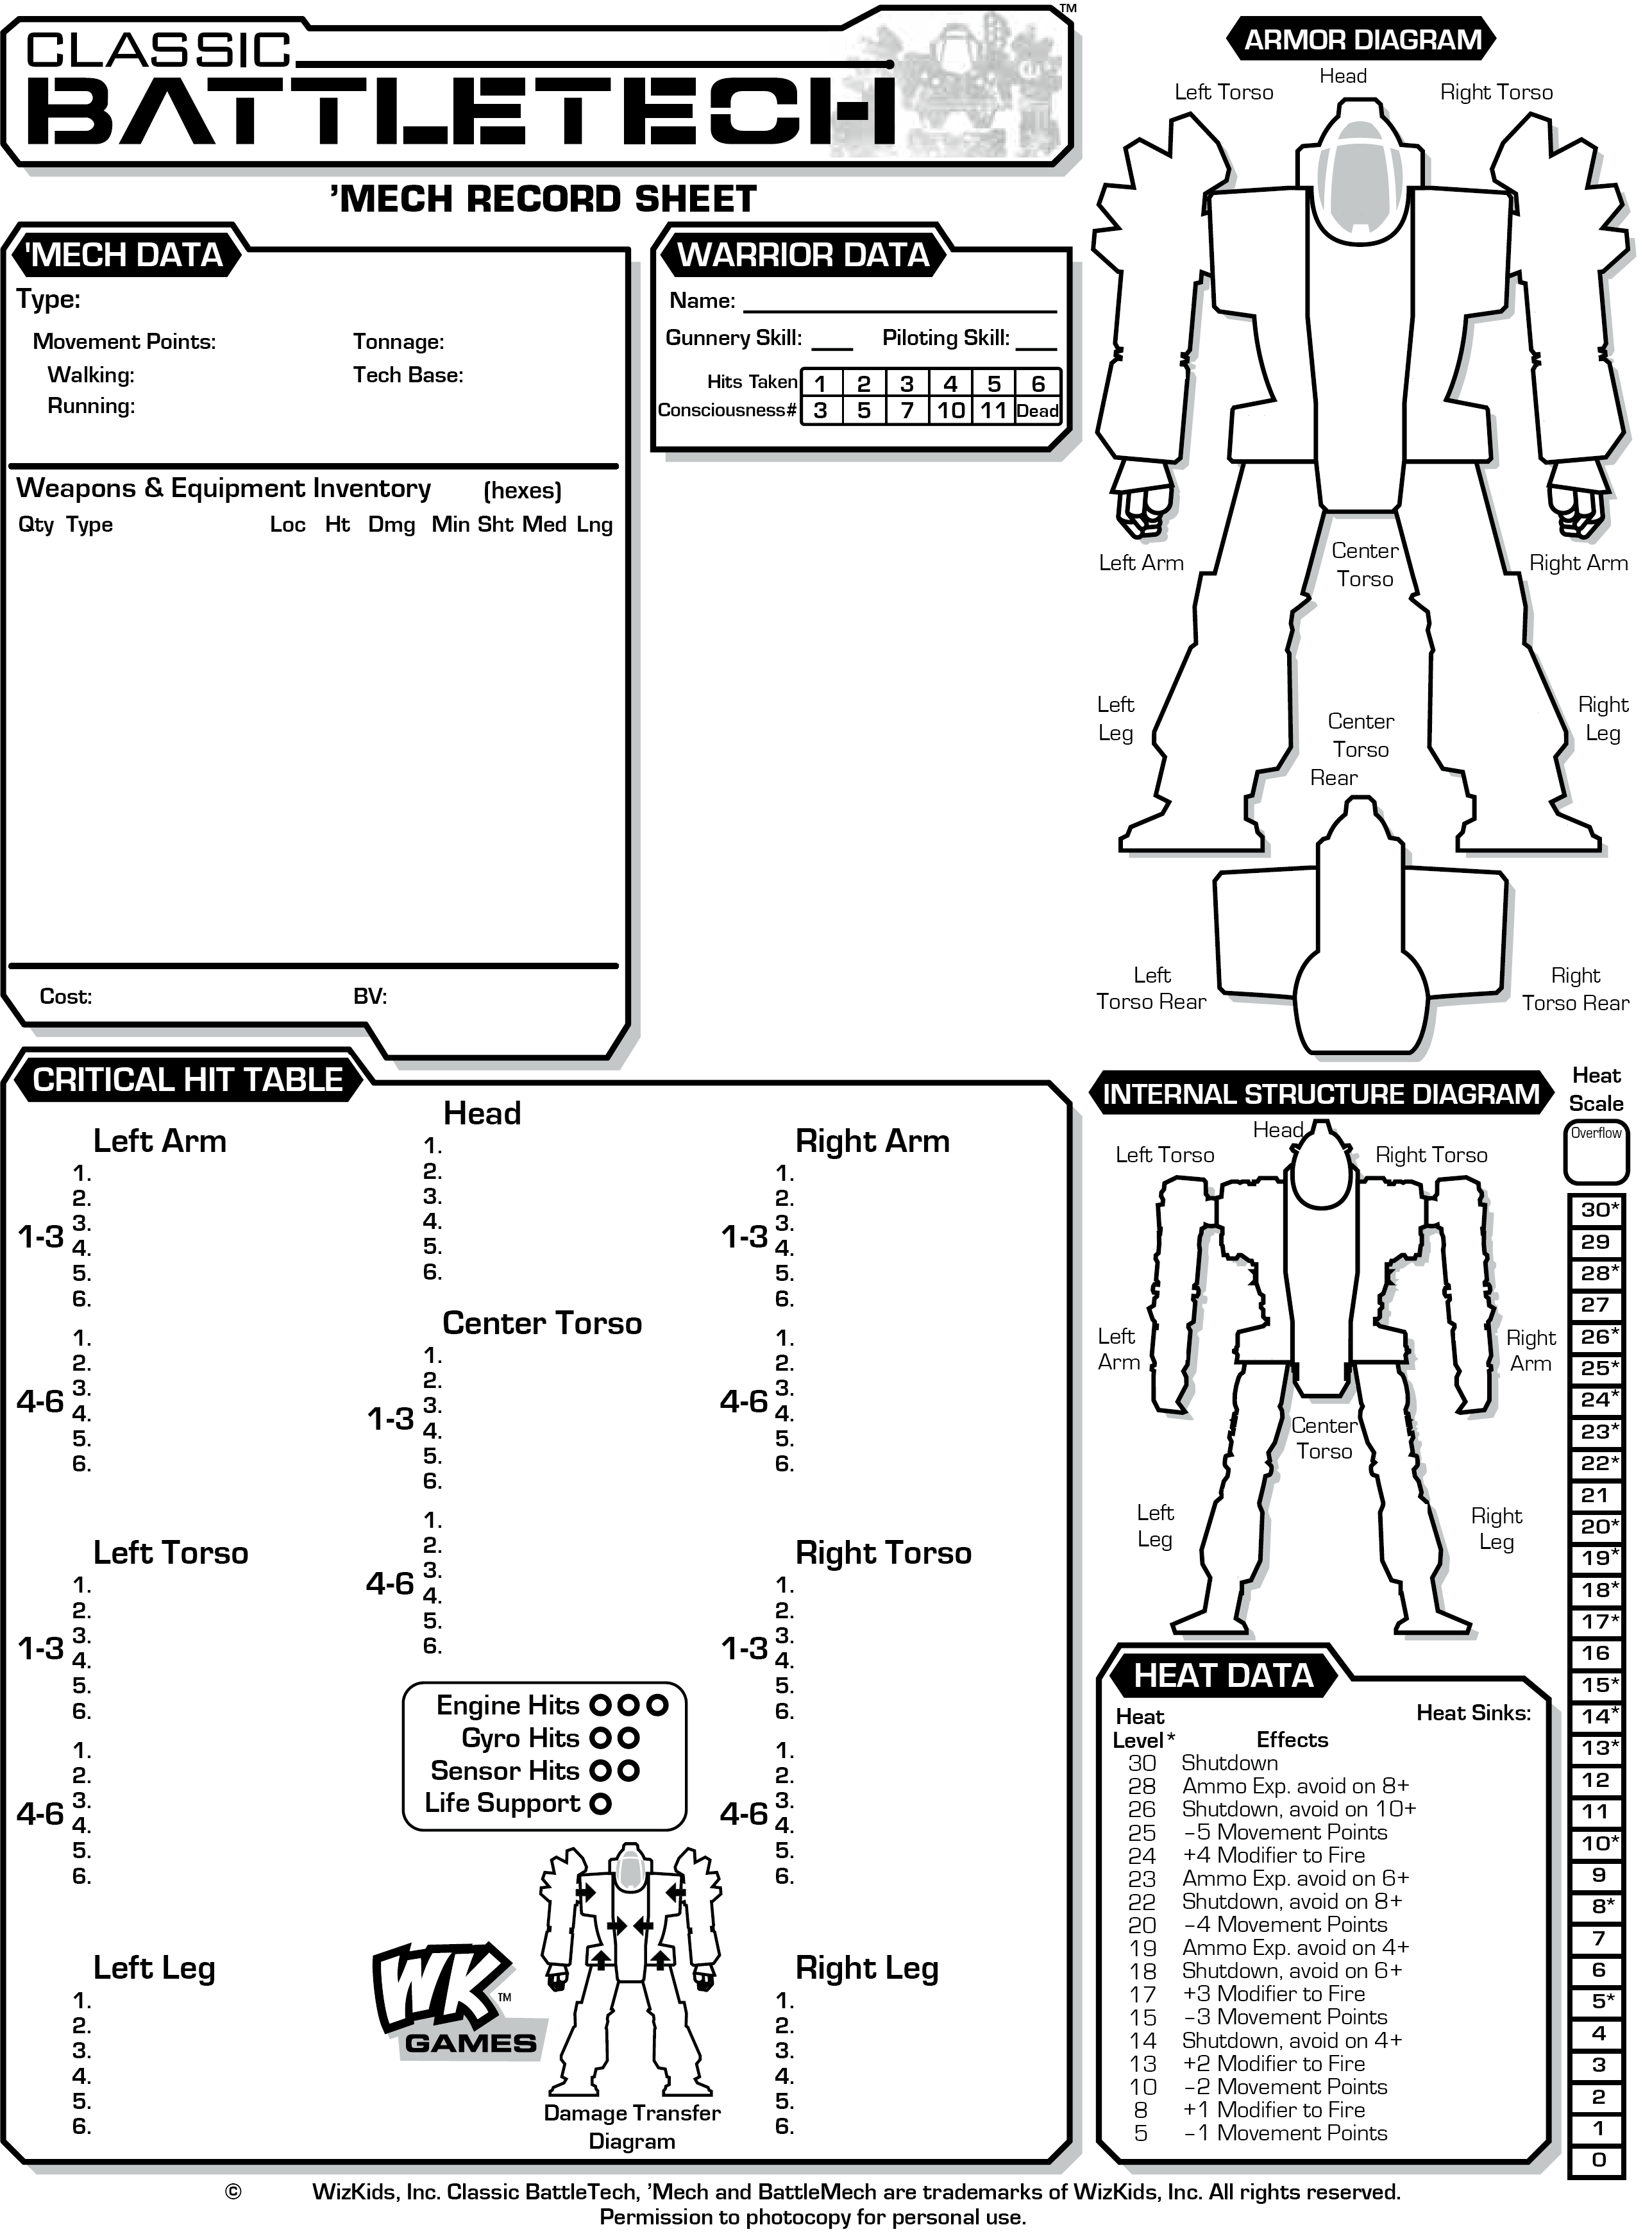 CLASSIC
BATTLETECH
™
'MECH RECORD SHEET
'MECH DATA
Type:
Movement Points:
Tonnage:
Walking:
Tech Base:
Running:
Weapons & Equipment Inventory (hexes)
Qty Type Loc Ht Dmg Min Sht Med Lng
Cost:
BV:
WARRIOR DATA
Name:
Gunnery Skill: Piloting Skill:
Hits Taken 1 2 3 4 5 6
Consciousness# 3 5 7 10 11 Dead
ARMOR DIAGRAM
Head
Left Torso
Right Torso
Left Arm
Center
Torso
Right Arm
Left
Leg
Right
Leg
Center
Torso
Rear
Left
Torso Rear
Right
Torso Rear
CRITICAL HIT TABLE
Left Arm
1-3
1.
2.
3.
4.
5.
6.
4-6
1.
2.
3.
4.
5.
6.
Left Torso
1-3
1.
2.
3.
4.
5.
6.
4-6
1.
2.
3.
4.
5.
6.
Left Leg
1.
2.
3.
4.
5.
6.
Head
1.
2.
3.
4.
5.
6.
Center Torso
1-3
1.
2.
3.
4.
5.
6.
4-6
1.
2.
3.
4.
5.
6.
Engine Hits
Gyro Hits
Sensor Hits
Life Support
WK
™
GAMES
Damage Transfer
Diagram
Right Arm
1-3
1.
2.
3.
4.
5.
6.
4-6
1.
2.
3.
4.
5.
6.
Right Torso
1-3
1.
2.
3.
4.
5.
6.
4-6
1.
2.
3.
4.
5.
6.
Right Leg
1.
2.
3.
4.
5.
6.
INTERNAL STRUCTURE DIAGRAM
Head
Left Torso
Right Torso
Left
Arm
Right
Arm
Center
Torso
Left
Leg
Right
Leg
Heat
Scale
Overflow
30*
29
28*
27
26*
25*
24*
23*
22*
21
20*
19*
18*
17*
16
15*
14*
13*
12
11
10*
9
8*
7
6
5*
4
3
2
1
0
HEAT DATA
Heat Sinks:
Heat
Level* Effects
30 Shutdown
28 Ammo Exp. avoid on 8+
26 Shutdown, avoid on 10+
25 –5 Movement Points
24 +4 Modifier to Fire
23 Ammo Exp. avoid on 6+
22 Shutdown, avoid on 8+
20 –4 Movement Points
19 Ammo Exp. avoid on 4+
18 Shutdown, avoid on 6+
17 +3 Modifier to Fire
15 –3 Movement Points
14 Shutdown, avoid on 4+
13 +2 Modifier to Fire
10 –2 Movement Points
8 +1 Modifier to Fire
5 –1 Movement Points
© WizKids, Inc. Classic BattleTech, 'Mech and BattleMech are trademarks of WizKids, Inc. All rights reserved.
Permission to photocopy for personal use.